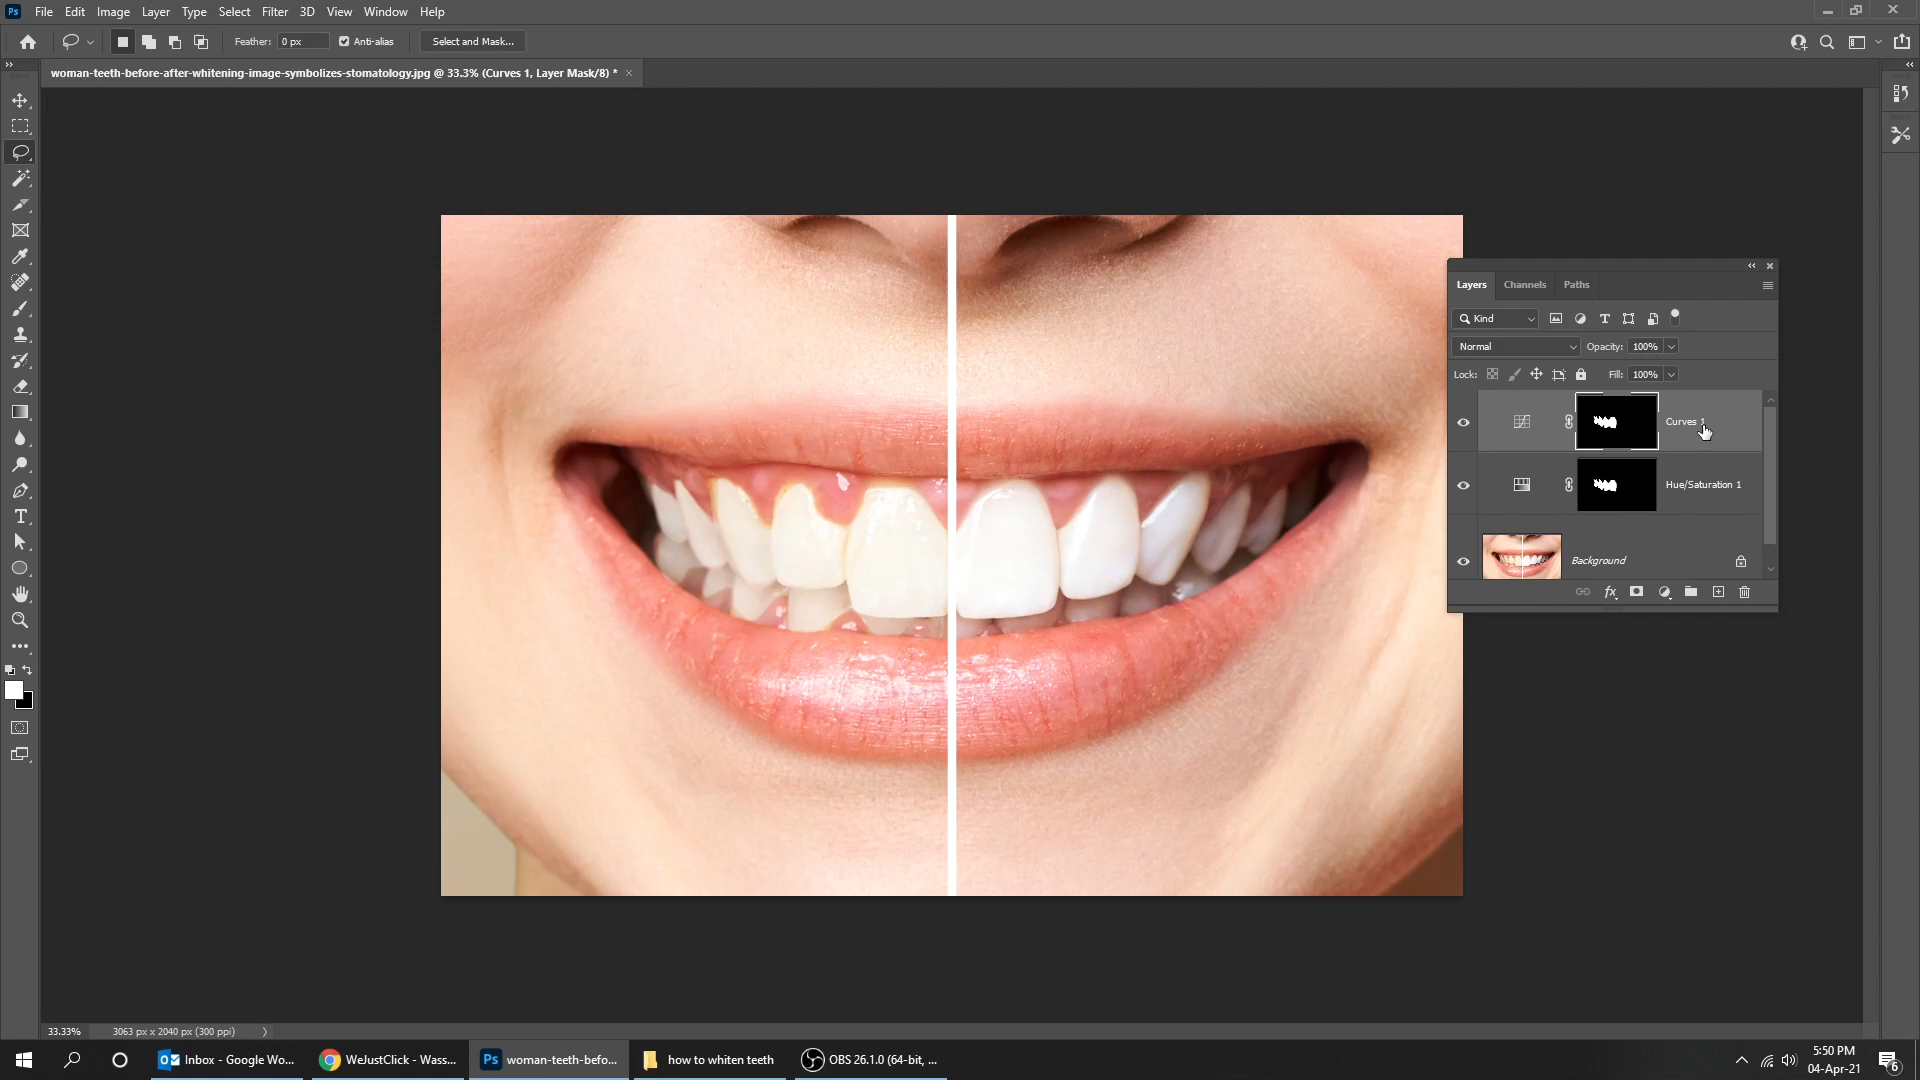 Ps File Edit Image Layer Type Select Filter 3D View Window Help
Feather: 0 px Anti-alias Select and Mask...
woman-teeth-before-after-whitening-image-symbolizes-stomatology.jpg @ 33.3% (Curves 1, Layer Mask/8) *
Layers Channels Paths
Kind
Normal Opacity: 100%
Lock: Fill: 100%
Curves 1
Hue/Saturation 1
Background
fx
33.33% 3063 px x 2040 px (300 ppi)
Inbox - Google Wo... WeJustClick - Wass... Ps woman-teeth-befo... how to whiten teeth OBS 26.1.0 (64-bit, ...
5:50 PM
04-Apr-21
6